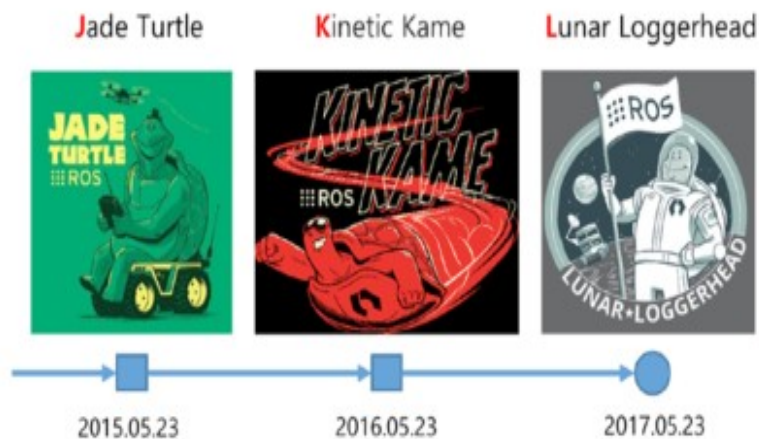 Jade Turtle
Kinetic Kame
Lunar Loggerhead
JADE
TURTLE
ROS
KINETIC
KAME
ROS
ROS
LUNAR★LOGGERHEAD
2015.05.23
2016.05.23
2017.05.23